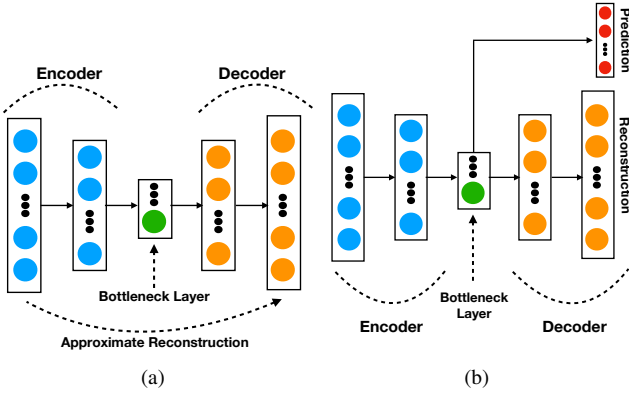 Encoder
Decoder
Bottleneck Layer
Approximate Reconstruction
(a)
Prediction
Reconstruction
Encoder
Bottleneck
Layer
Decoder
(b)